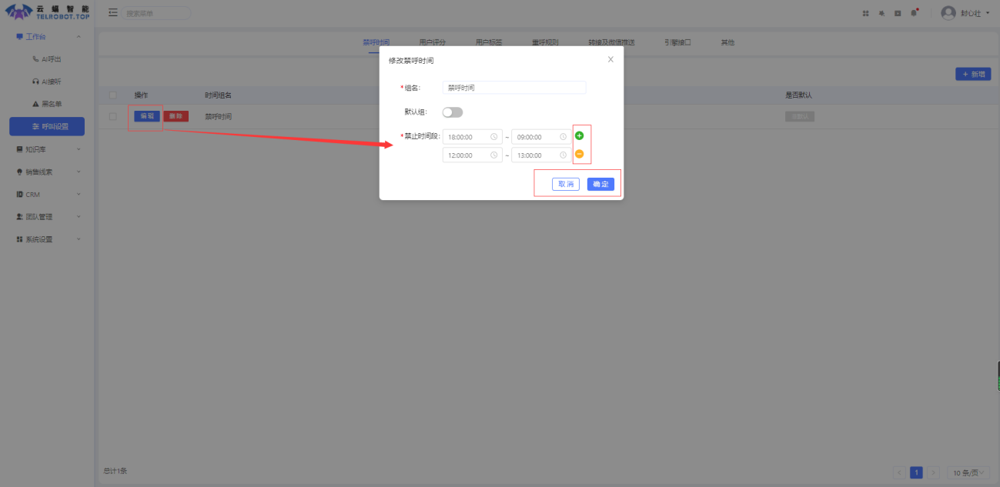 云蝠智能
TELROBOT.TOP
搜索菜单
封心社
工作台
AI呼出
AI接听
黑名单
呼叫设置
知识库
销售线索
CRM
团队管理
系统设置
禁呼时间 用户评分 用户标签 重呼规则 转接及微信推送 引擎接口 其他
+ 新增
操作 时间组名 是否默认
编辑 删除 禁呼时间
修改禁呼时间
*组名: 禁呼时间
默认组:
*禁止时间段: 18:00:00 ~ 09:00:00
12:00:00 ~ 13:00:00
取消 确定
总计1条
< 1 > 10 条/页